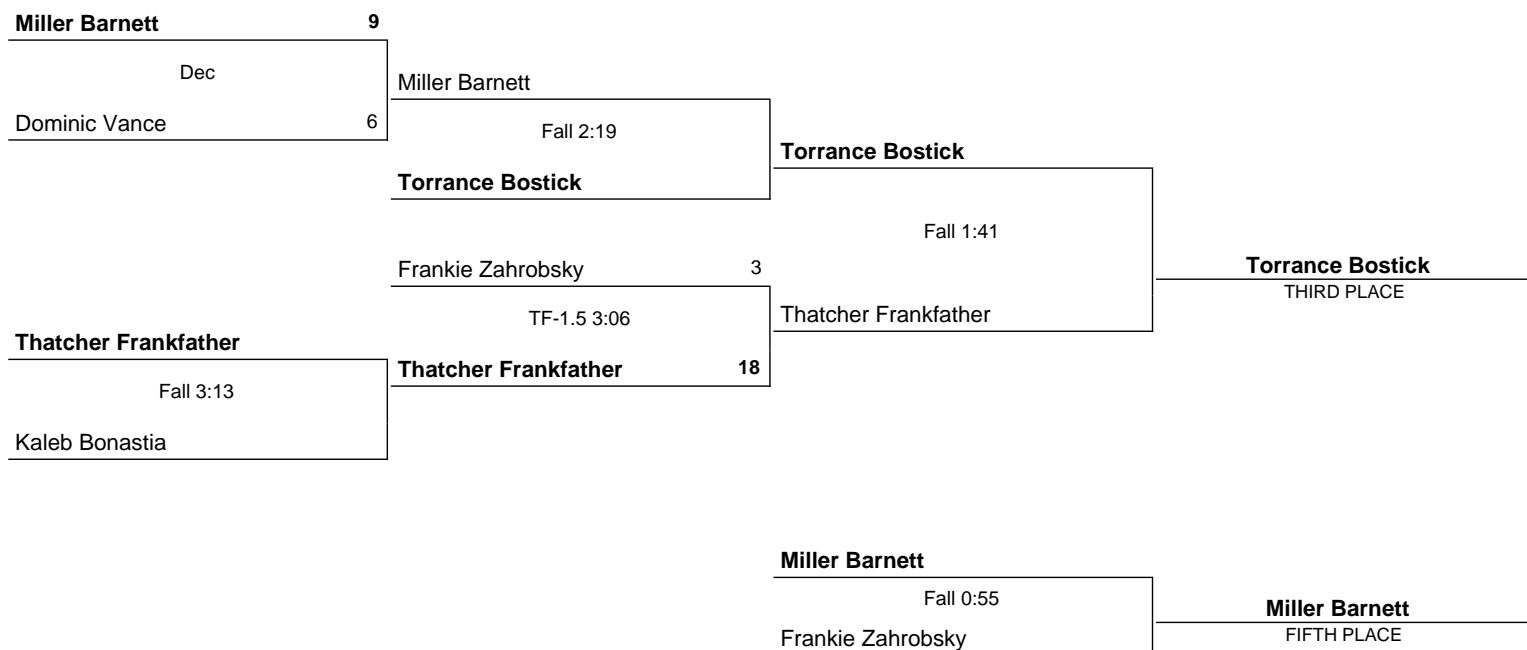 Miller Barnett 9
Dec
Dominic Vance 6
Miller Barnett
Fall 2:19
Torrance Bostick
Frankie Zahrobsky 3
TF-1.5 3:06
Thatcher Frankfather 18
Thatcher Frankfather
Fall 3:13
Kaleb Bonastia
Torrance Bostick
Fall 1:41
Thatcher Frankfather
Torrance Bostick
THIRD PLACE
Miller Barnett
Fall 0:55
Frankie Zahrobsky
Miller Barnett
FIFTH PLACE